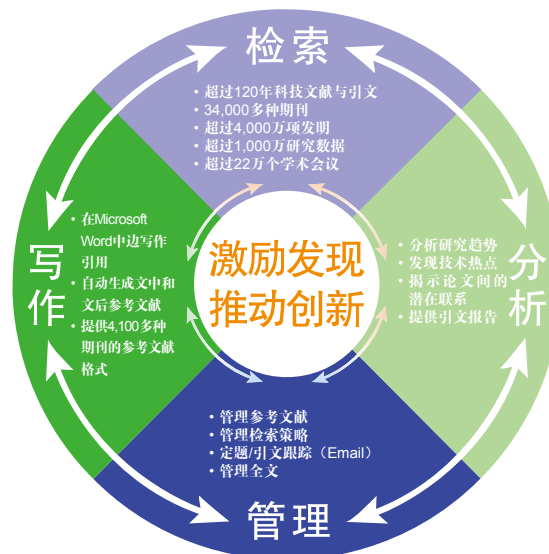 检索
• 超过120年科技文献与引文
• 34,000多种期刊
• 超过4,000万项发明
• 超过1,000万研究数据
• 超过22万个学术会议
写作
• 在Microsoft
Word中边写作
引用
• 自动生成文中和
文后参考文献
• 提供4,100多种
期刊的参考文献
格式
激励发现
推动创新
• 分析研究趋势
• 发现技术热点
• 揭示论文间的
潜在联系
• 提供引文报告
分析
• 管理参考文献
• 管理检索策略
• 定题/引文跟踪（Email）
• 管理全文
管理